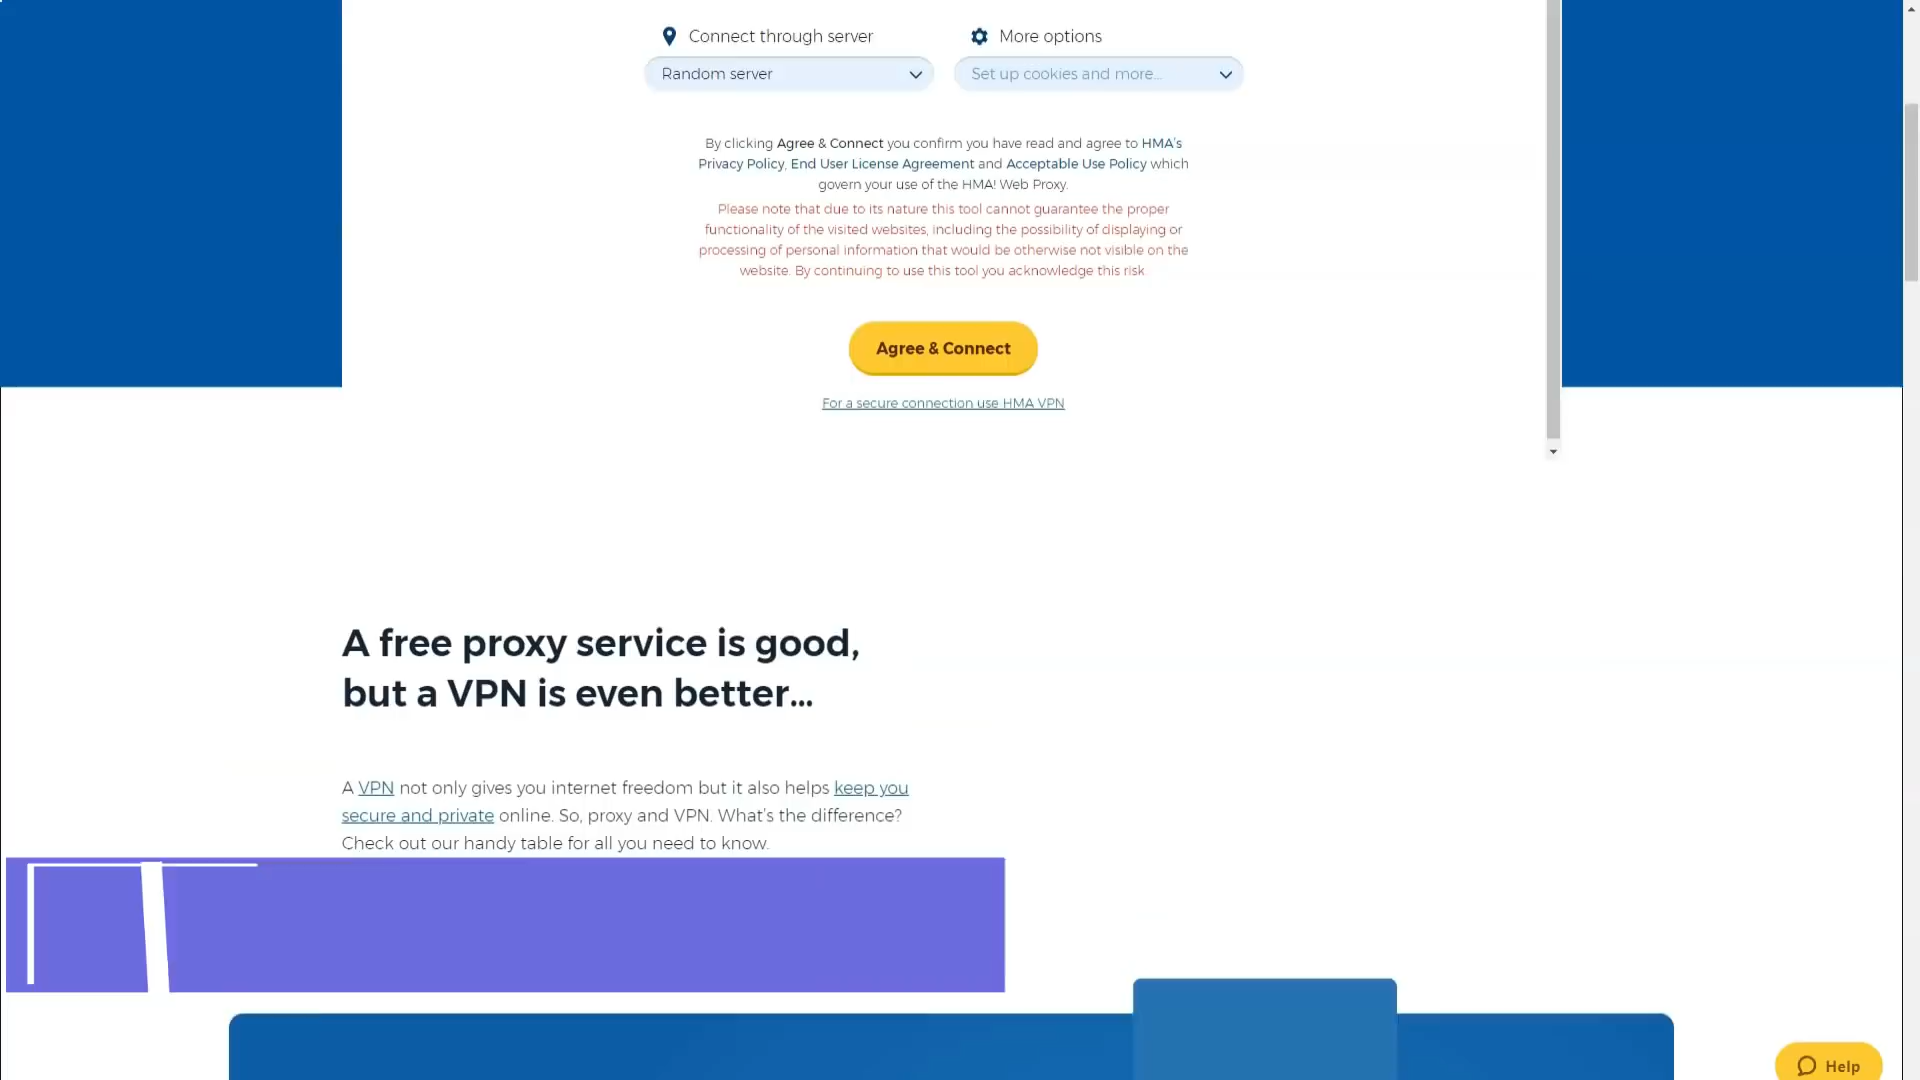 Connect through server
More options
Random server
Set up cookies and more...
By clicking Agree & Connect you confirm you have read and agree to HMA's
Privacy Policy, End User License Agreement and Acceptable Use Policy which
govern your use of the HMA! Web Proxy.
Please note that due to its nature this tool cannot guarantee the proper
functionality of the visited websites, including the possibility of displaying or
processing of personal information that would be otherwise not visible on the
website. By continuing to use this tool you acknowledge this risk.
Agree & Connect
For a secure connection use HMA VPN
A free proxy service is good,
but a VPN is even better...
A VPN not only gives you internet freedom but it also helps keep you
secure and private online. So, proxy and VPN. What's the difference?
Check out our handy table for all you need to know.
Help